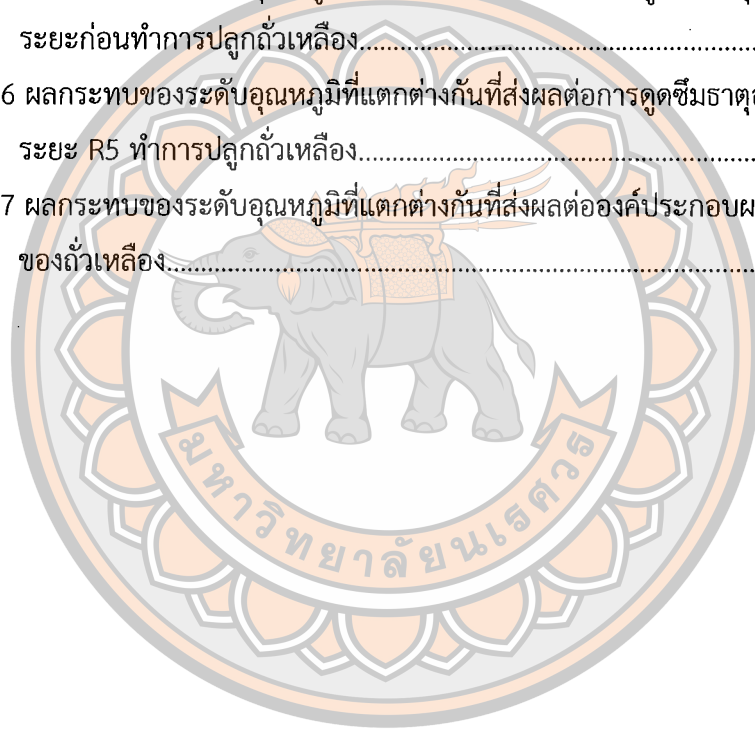 ระยะก่อนทำการปลูกถั่วเหลือง
6 ผลกระทบของระดับอุณหภูมิที่แตกต่างกันที่ส่งผลต่อการดูดซึมธาตุ
ระยะ R5 ทำการปลูกถั่วเหลือง
7 ผลกระทบของระดับอุณหภูมิที่แตกต่างกันที่ส่งผลต่อองค์ประกอบ
ของถั่วเหลือง
มหาวิทยาลัยนเรศวร